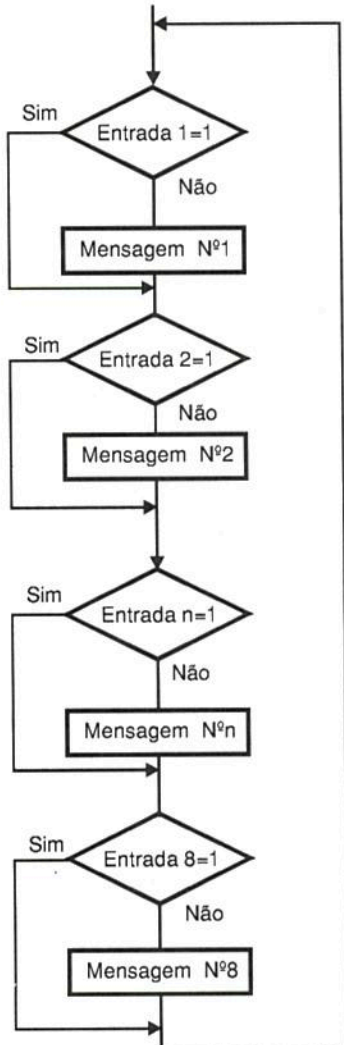 Sim
Entrada 1=1
Não
Mensagem Nº1
Sim
Entrada 2=1
Não
Mensagem Nº2
Sim
Entrada n=1
Não
Mensagem Nºn
Sim
Entrada 8=1
Não
Mensagem Nº8